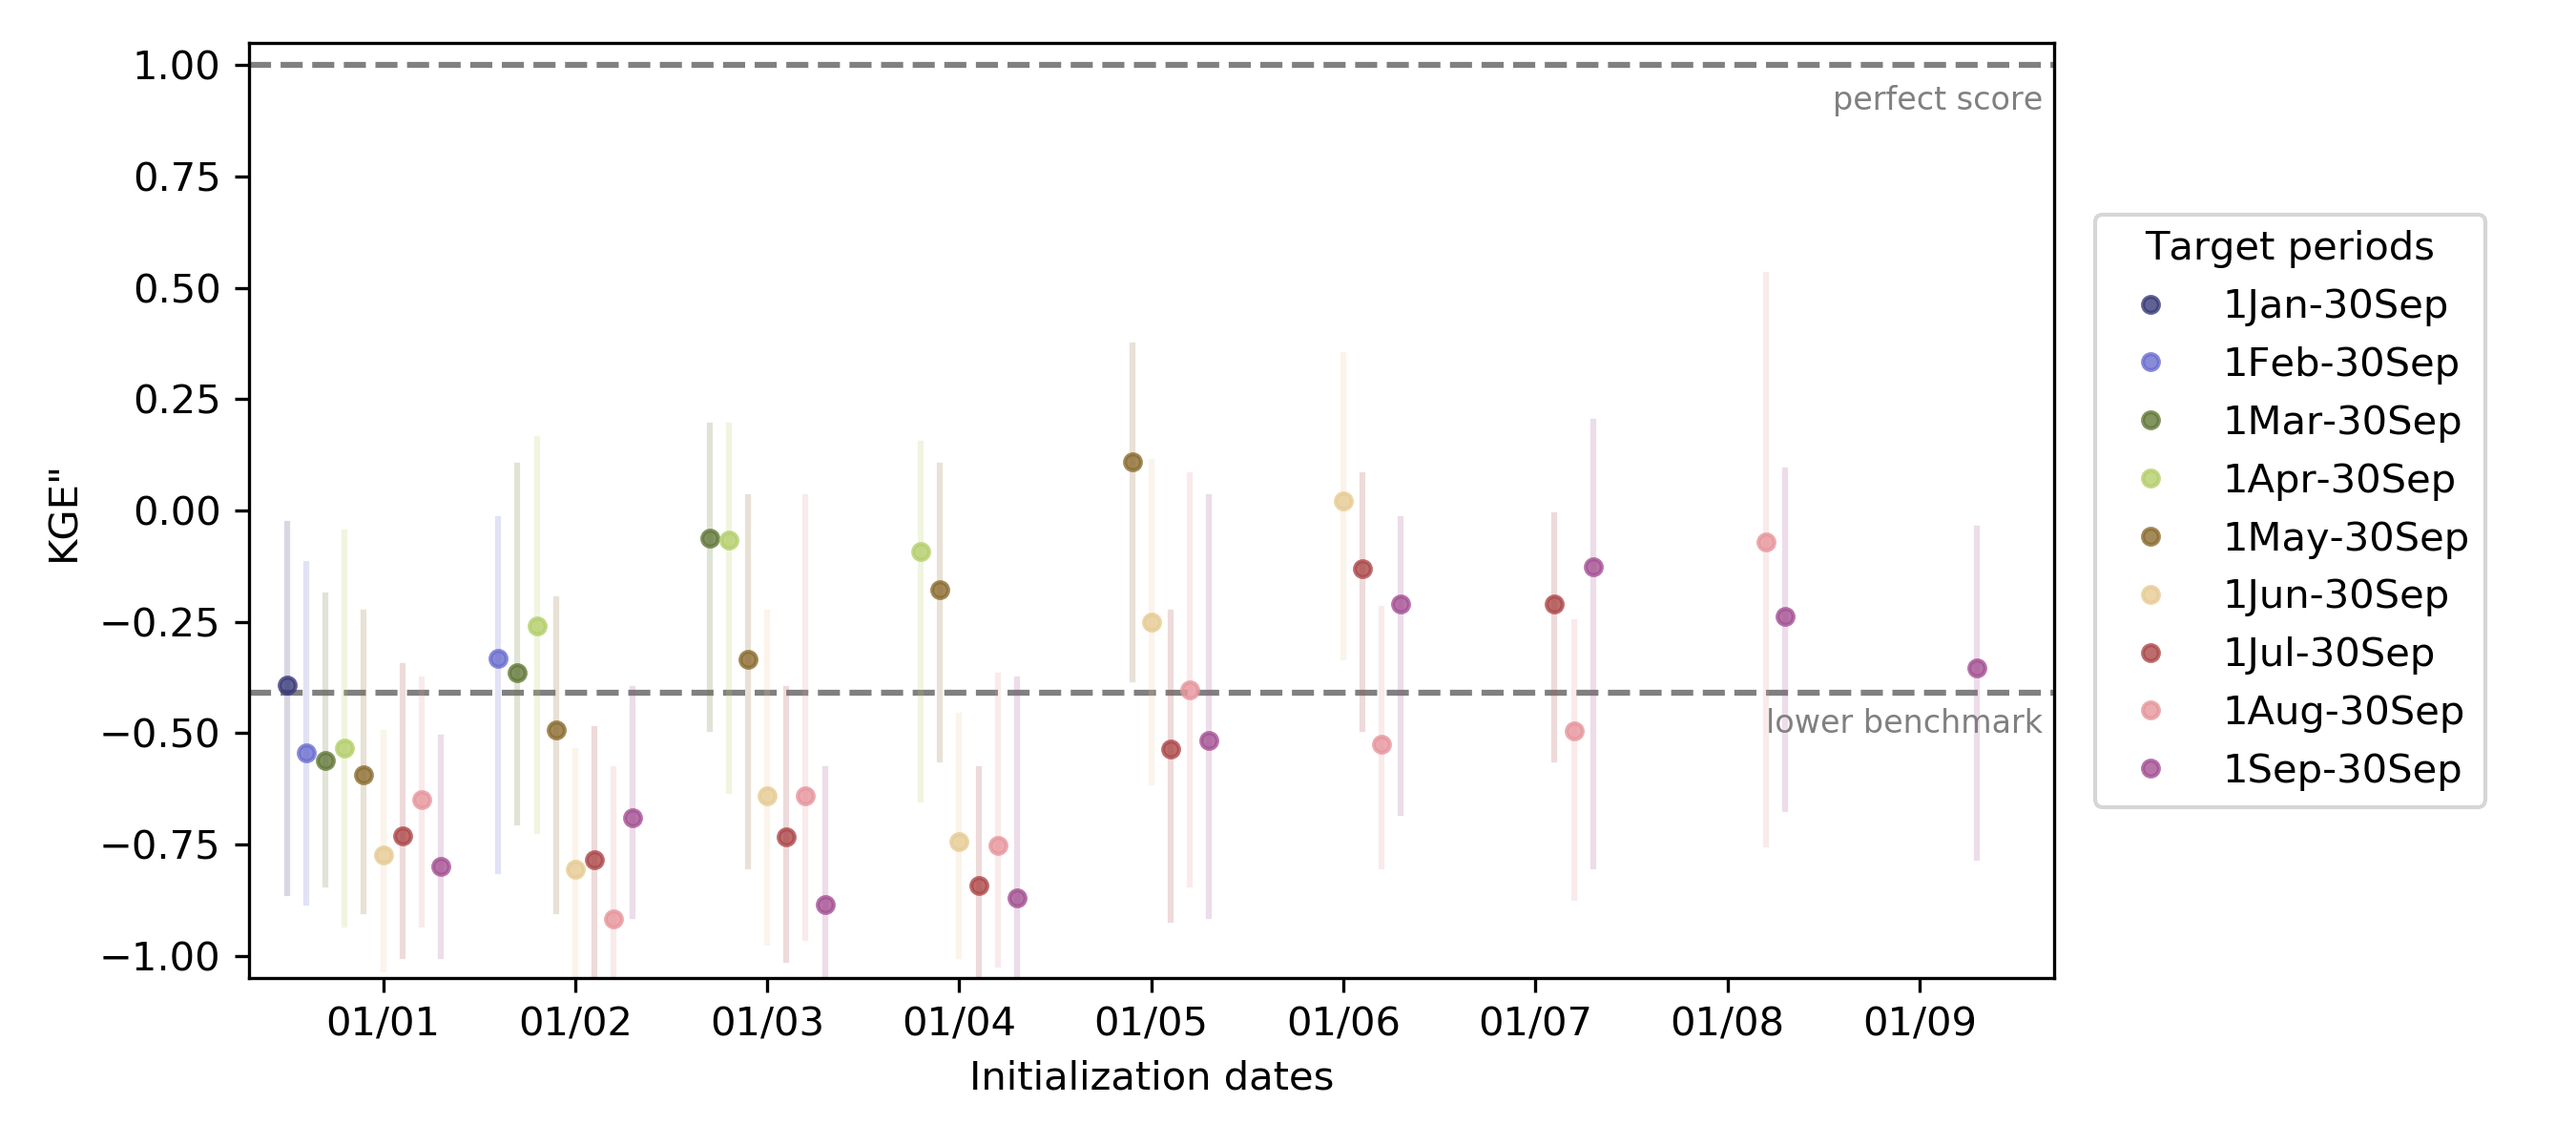 1.00
0.75
0.50
0.25
0.00
−0.25
−0.50
−0.75
−1.00
KGE"
perfect score
lower benchmark
01/01 01/02 01/03 01/04 01/05 01/06 01/07 01/08 01/09
Initialization dates
Target periods
1Jan-30Sep
1Feb-30Sep
1Mar-30Sep
1Apr-30Sep
1May-30Sep
1Jun-30Sep
1Jul-30Sep
1Aug-30Sep
1Sep-30Sep